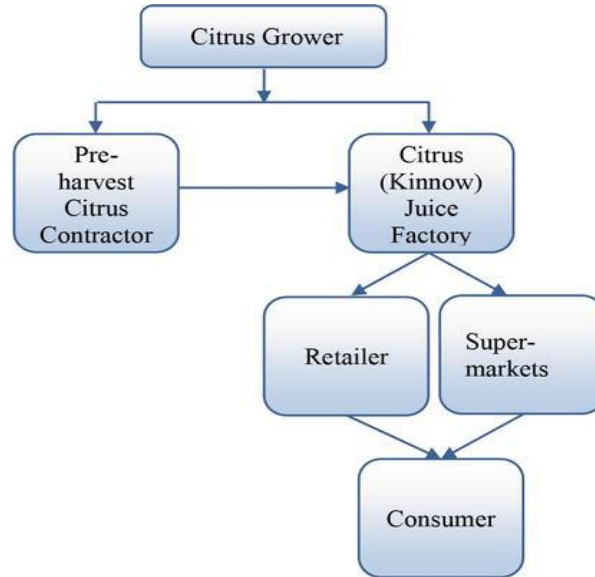 Citrus Grower
Pre-
harvest
Citrus
Contractor
Citrus
(Kinnow)
Juice
Factory
Retailer
Super-
markets
Consumer